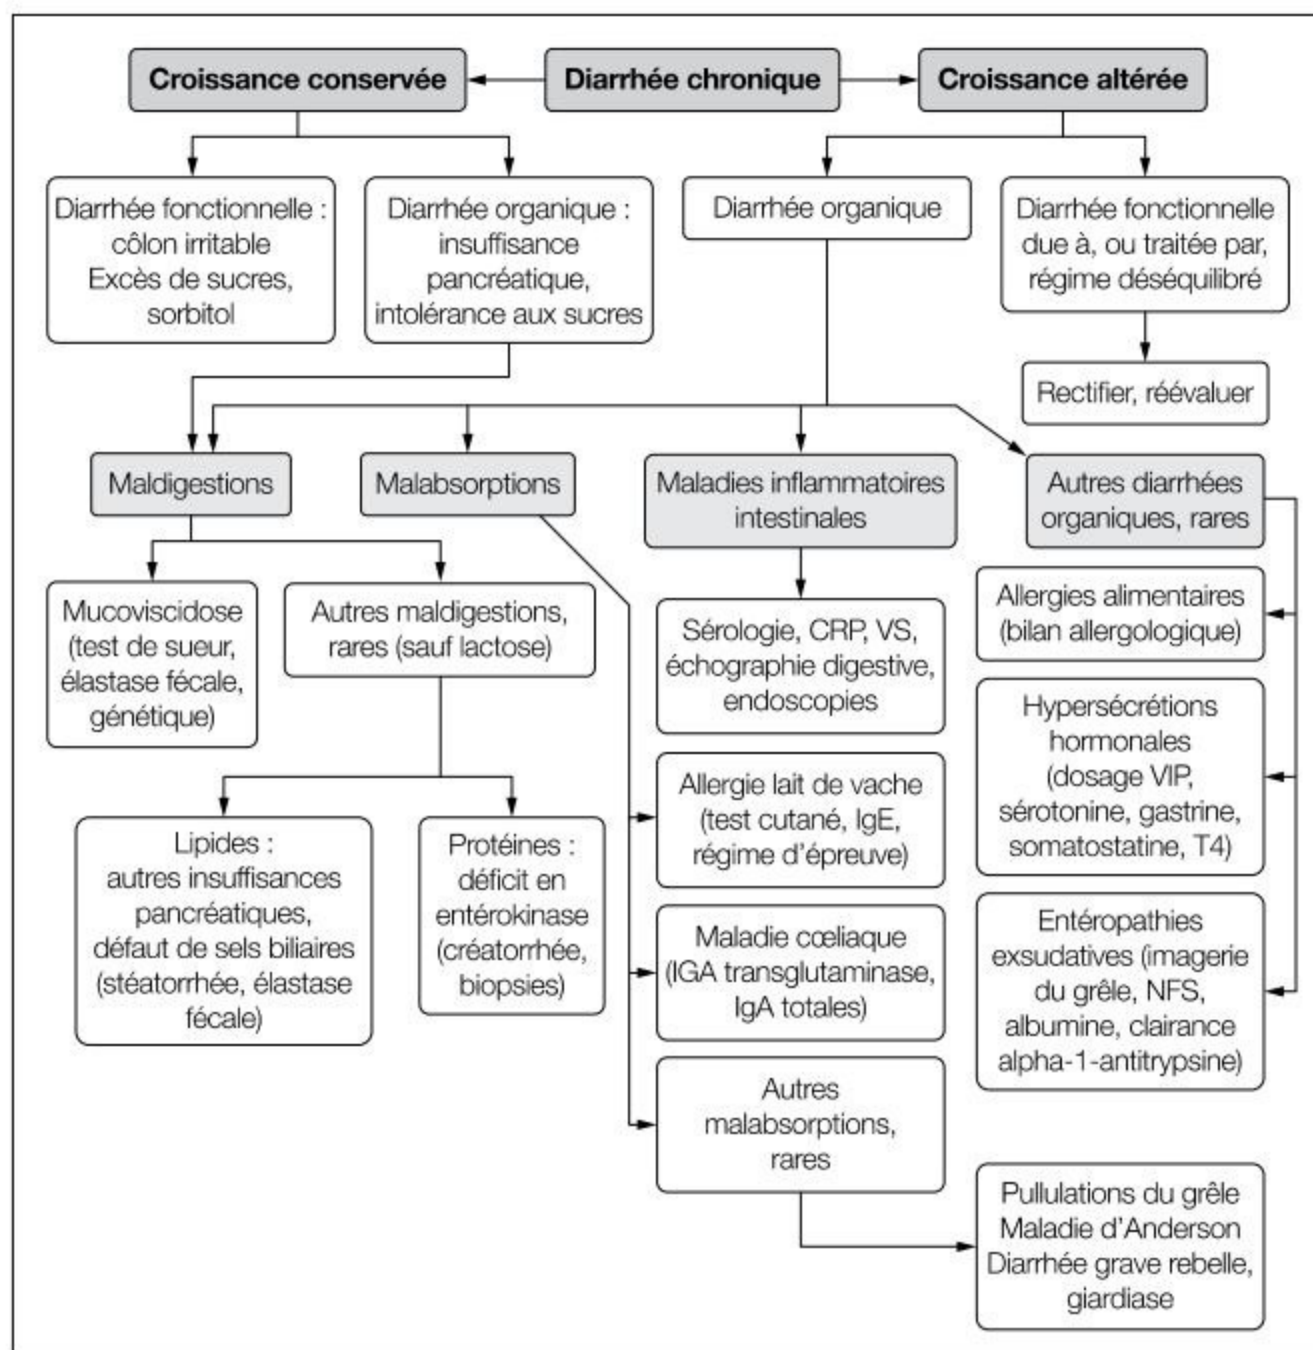 Croissance conservée
Diarrhée chronique
Croissance altérée
Diarrhée fonctionnelle :
côlon irritable
Excès de sucres,
sorbitol
Diarrhée organique :
insuffisance
pancréatique,
intolérance aux sucres
Diarrhée organique
Diarrhée fonctionnelle
due à, ou traitée par,
régime déséquilibré
Rectifier, réévaluer
Maldigestions
Malabsorptions
Maladies inflammatoires
intestinales
Autres diarrhées
organiques, rares
Mucoviscidose
(test de sueur,
élastase fécale,
génétique)
Autres maldigestions,
rares (sauf lactose)
Sérologie, CRP, VS,
échographie digestive,
endoscopies
Allergies alimentaires
(bilan allergologique)
Hypersécrétions
hormonales
(dosage VIP,
sérotonine, gastrine,
somatostatine, T4)
Lipides :
autres insuffisances
pancréatiques,
défaut de sels biliaires
(stéatorrhée, élastase
fécale)
Protéines :
déficit en
entérokinase
(créatorrhée,
biopsies)
Allergie lait de vache
(test cutané, IgE,
régime d'épreuve)
Maladie cœliaque
(IGA transglutaminase,
IgA totales)
Entéropathies
exsudatives (imagerie
du grêle, NFS,
albumine, clairance
alpha-1-antitrypsine)
Autres
malabsorptions,
rares
Pullulations du grêle
Maladie d'Anderson
Diarrhée grave rebelle,
giardiase